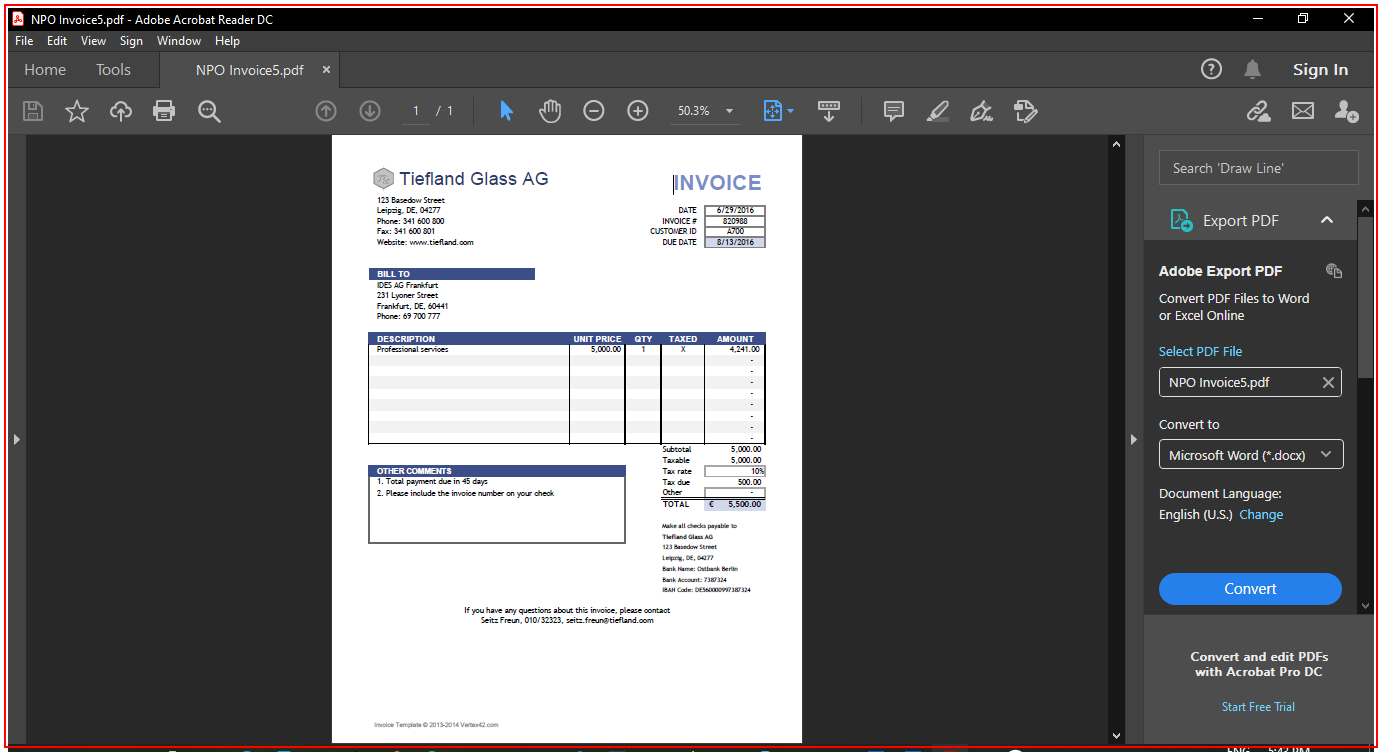 NPO Invoice5.pdf - Adobe Acrobat Reader DC
File Edit View Sign Window Help
Home Tools NPO Invoice5.pdf × Sign In
1 / 1 50.3%
Tiefland Glass AG
INVOICE
123 Basedow Street
Leipzig, DE, 04277
Phone: 341 600 800
Fax: 341 600 801
Website: www.tiefland.com
DATE 6/29/2016
INVOICE # 820988
CUSTOMER ID A700
DUE DATE 8/13/2016
BILL TO
IDES AG Frankfurt
231 Lyoner Street
Frankfurt, DE, 60441
Phone: 69 700 777
DESCRIPTION UNIT PRICE QTY TAXED AMOUNT
Professional services 5,000.00 1 X 4,241.00
-
-
-
-
-
-
-
-
Subtotal 5,000.00
Taxable 5,000.00
Tax rate 10%
Tax due 500.00
Other -
TOTAL € 5,500.00
OTHER COMMENTS
1. Total payment due in 45 days
2. Please include the invoice number on your check
Make all checks payable to
Tiefland Glass AG
123 Basedow Street
Leipzig, DE, 04277
Bank Name: Ostbank Berlin
Bank Account: 7387324
IBAN Code: DE560000997387324
If you have any questions about this invoice, please contact
Seitz Freun, 010/32323, seitz.freun@tiefland.com
Invoice Template © 2013-2014 Vertex42.com
Search 'Draw Line'
Export PDF
Adobe Export PDF
Convert PDF Files to Word
or Excel Online
Select PDF File
NPO Invoice5.pdf
Convert to
Microsoft Word (*.docx)
Document Language:
English (U.S.) Change
Convert
Convert and edit PDFs
with Acrobat Pro DC
Start Free Trial